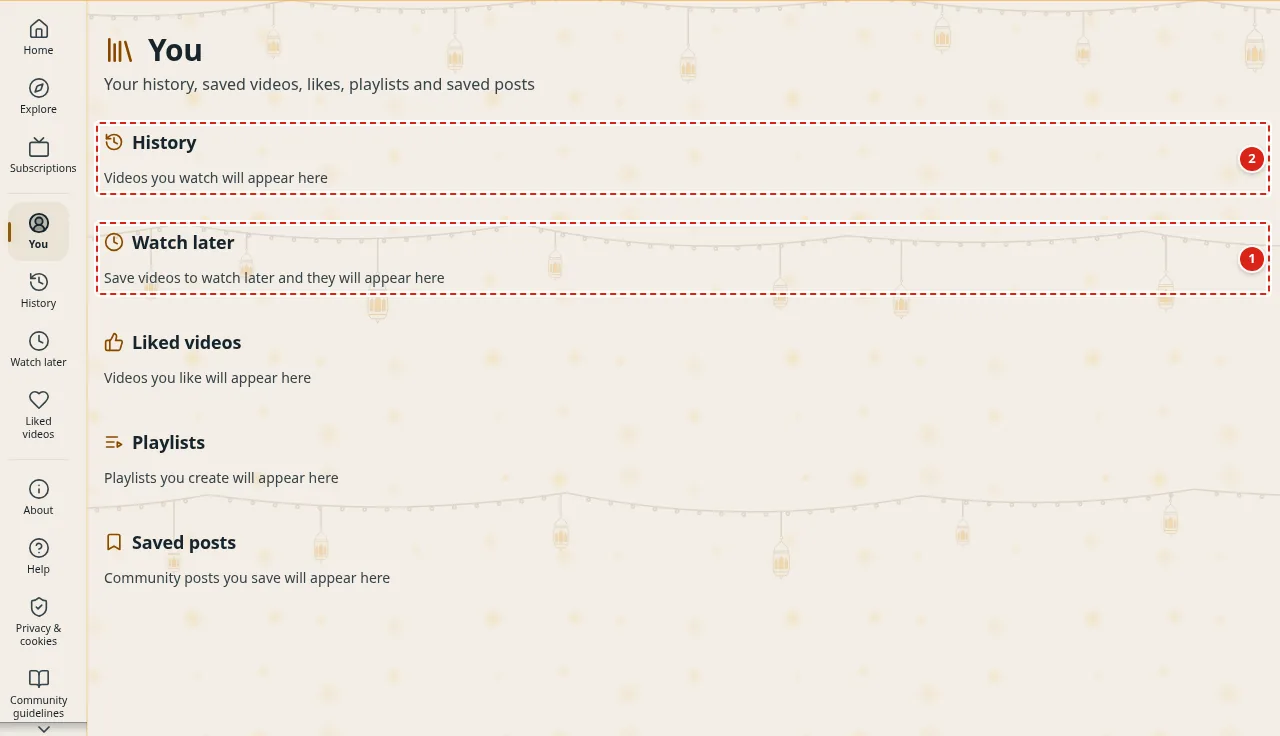 Home
Explore
Subscriptions
You
History
Watch later
Liked
videos
About
Help
Privacy &
cookies
Community
guidelines
You
Your history, saved videos, likes, playlists and saved posts
History
Videos you watch will appear here
2
Watch later
Save videos to watch later and they will appear here
1
Liked videos
Videos you like will appear here
Playlists
Playlists you create will appear here
Saved posts
Community posts you save will appear here